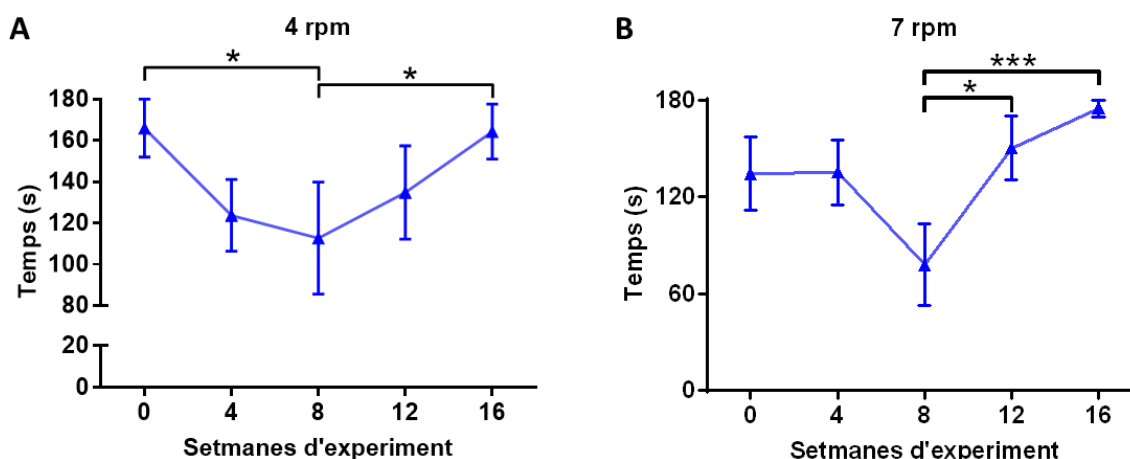 A
4 rpm
*
*
180
160
140
120
100
80
20
0
Temps (s)
0 4 8 12 16
Setmanes d'experiment
B
7 rpm
***
*
180
120
60
0
Temps (s)
0 4 8 12 16
Setmanes d'experiment